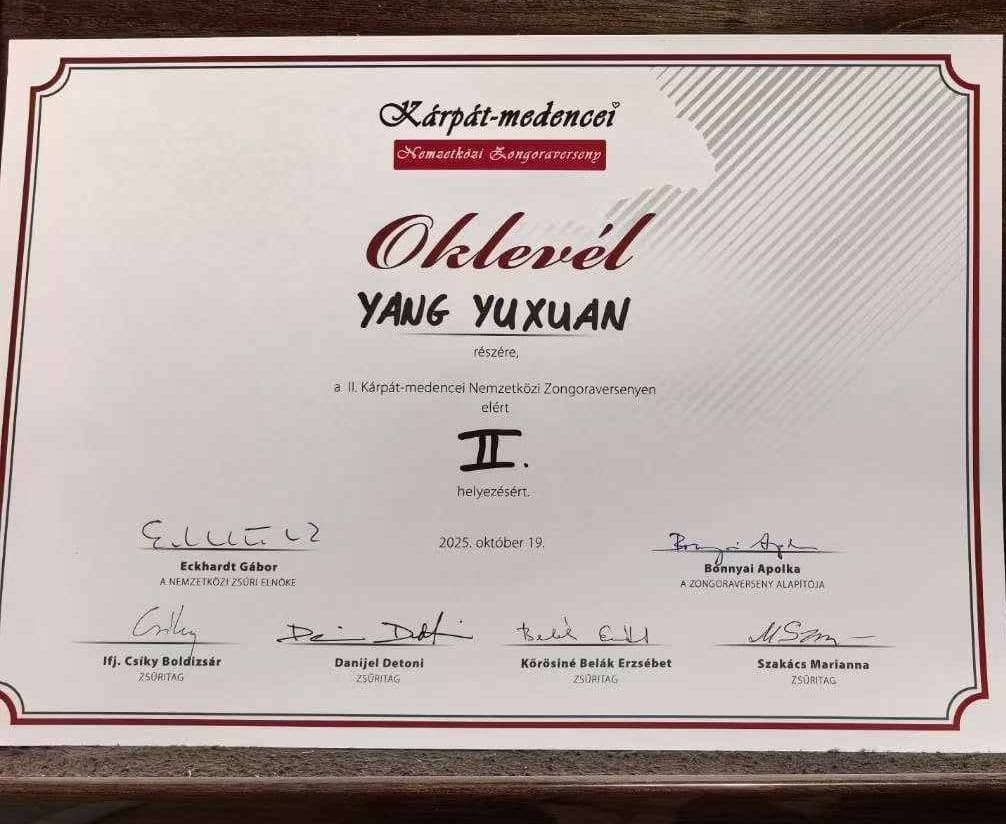 Kárpát-medencei
Nemzetközi Zongoraverseny
Oklevél
YANG YUXUAN
részére,
a II. Kárpát-medencei Nemzetközi Zongoraversenyen
elért
II.
helyezésért.
2025. október 19.
Eckhardt Gábor
A NEMZETKÖZI ZSŰRI ELNÖKE
Bonnyai Apolka
A ZONGORAVERSENY ALAPÍTÓJA
Ifj. Csíky Boldizsár
ZSŰRITAG
Danijel Detoni
ZSŰRITAG
Kőrösiné Belák Erzsébet
ZSŰRITAG
Szakács Marianna
ZSŰRITAG